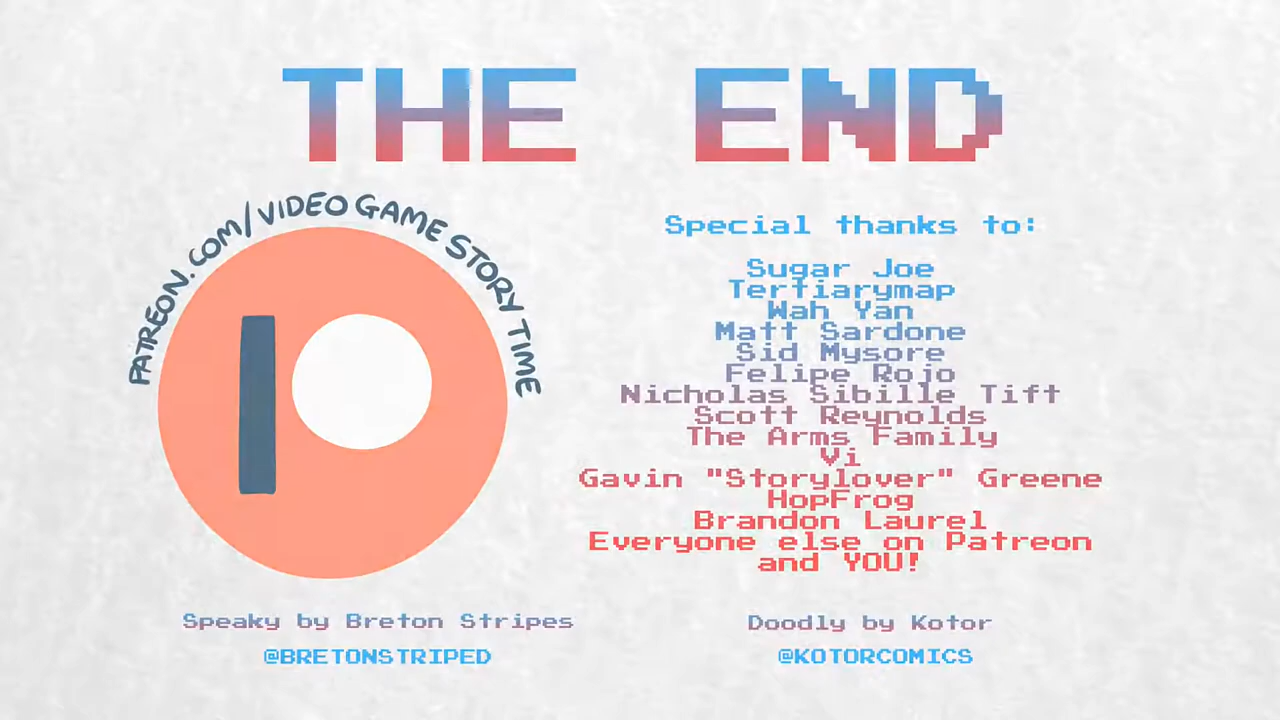 THE END
PATREON.COM/VIDEO GAME STORY TIME
Special thanks to:
Sugar Joe
Tertiarymap
Wah Yan
Matt Sardone
Sid Mysore
Felipe Rojo
Nicholas Sibille Tift
Scott Reynolds
The Arms Family
Vi
Gavin "Storylover" Greene
HopFrog
Brandon Laurel
Everyone else on Patreon
and YOU!
Speaky by Breton Stripes
@BRETONSTRIPED
Doodly by Kotor
@KOTORCOMICS